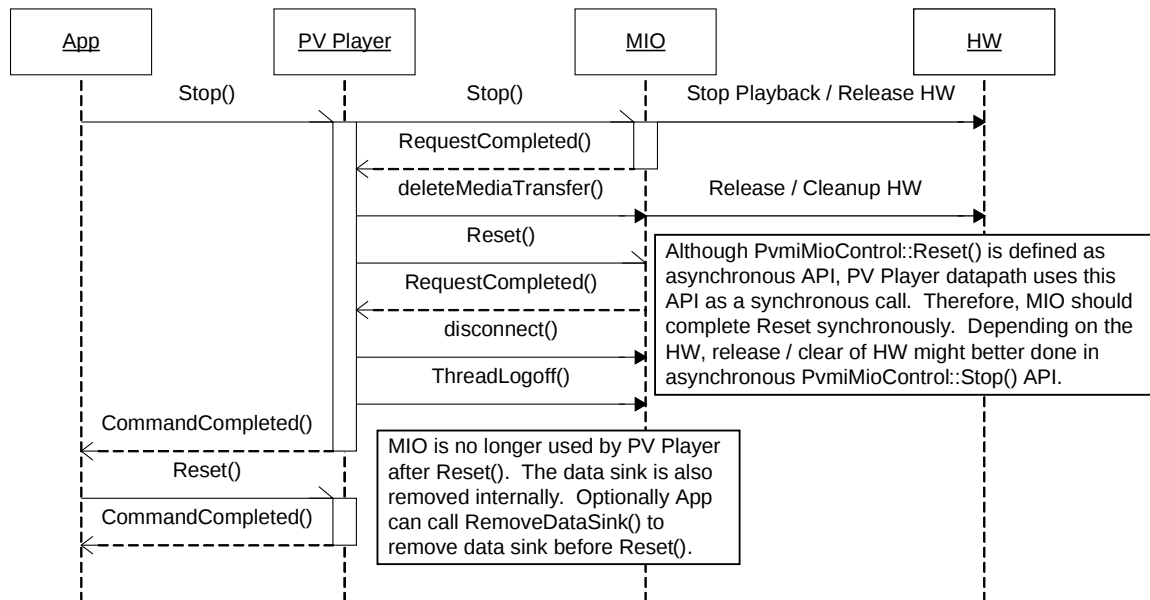 App
PV Player
MIO
HW
Stop()
Stop()
Stop Playback / Release HW
RequestCompleted()
deleteMediaTransfer()
Release / Cleanup HW
Reset()
Although PvmiMioControl::Reset() is defined as
asynchronous API, PV Player datapath uses this
API as a synchronous call.  Therefore, MIO should
complete Reset synchronously.  Depending on the
HW, release / clear of HW might better done in
asynchronous PvmiMioControl::Stop() API.
RequestCompleted()
disconnect()
ThreadLogoff()
CommandCompleted()
MIO is no longer used by PV Player
after Reset().  The data sink is also
removed internally.  Optionally App
can call RemoveDataSink() to
remove data sink before Reset().
Reset()
CommandCompleted()